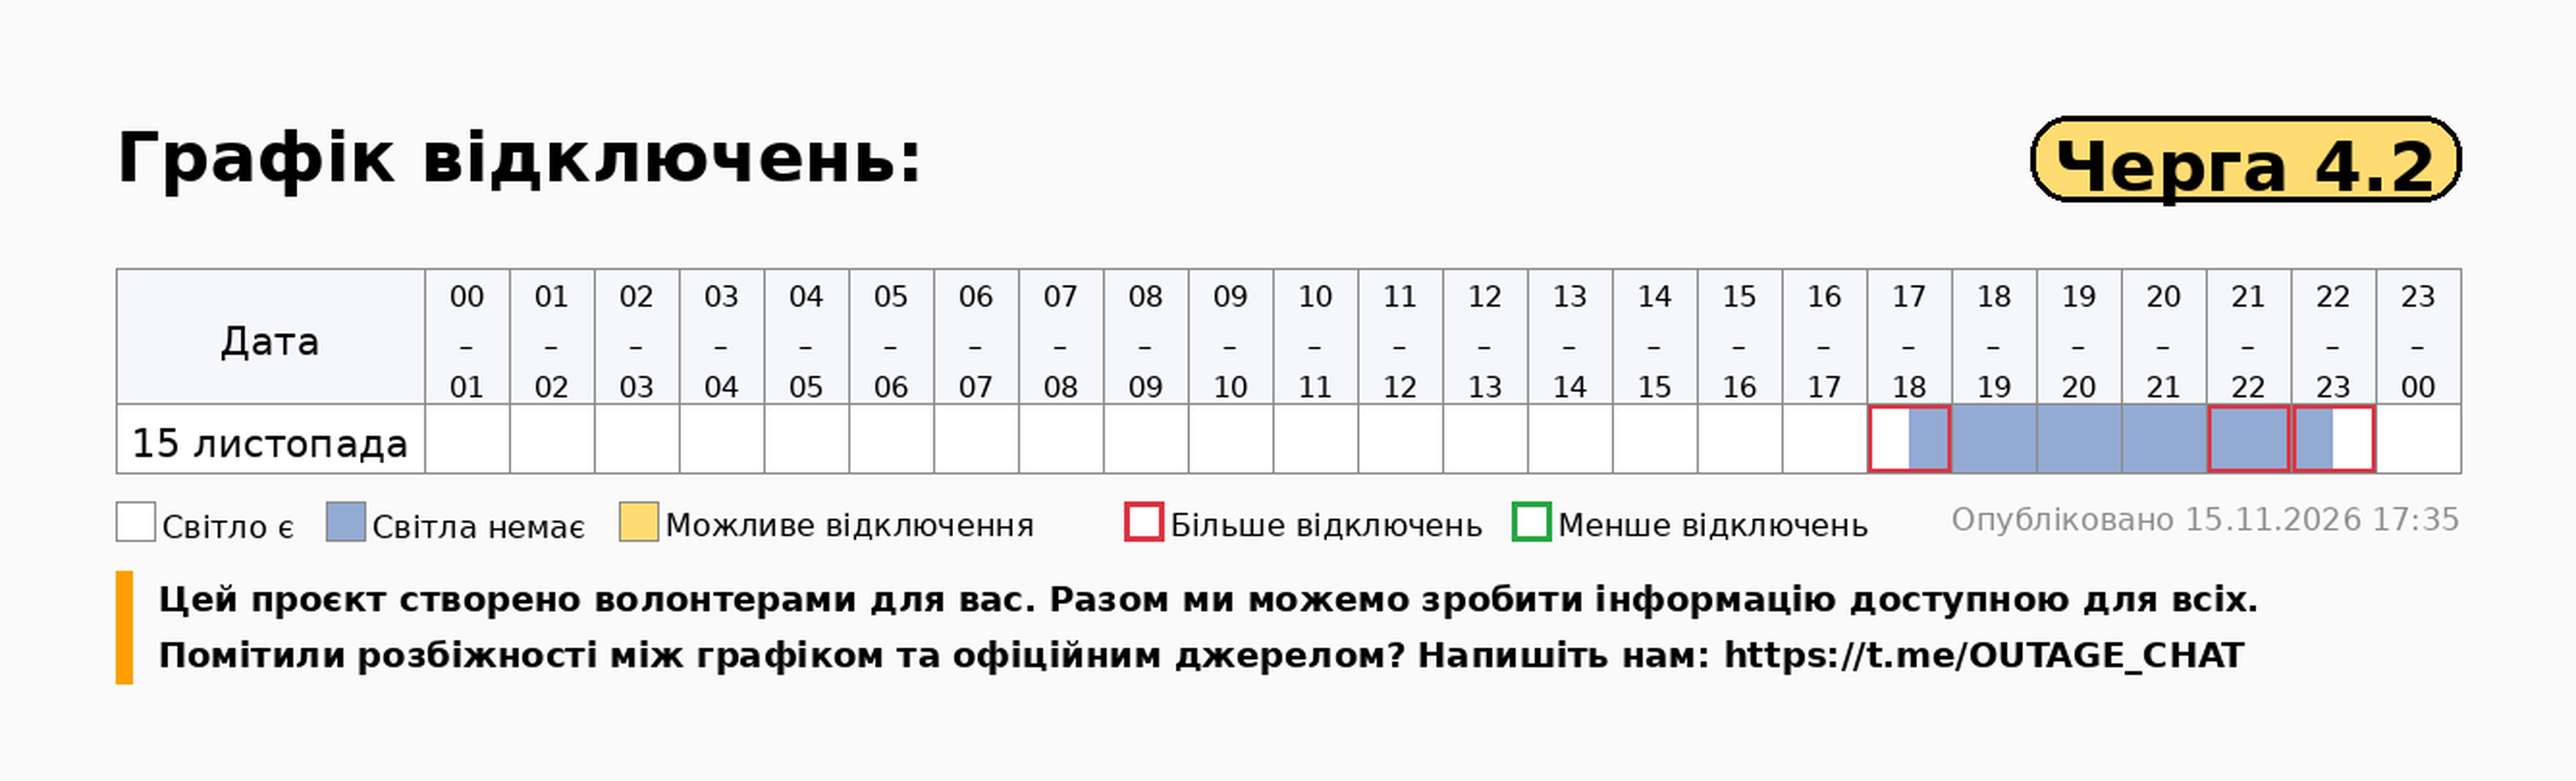 Графік відключень:
Черга 4.2
Дата
00 – 01
01 – 02
02 – 03
03 – 04
04 – 05
05 – 06
06 – 07
07 – 08
08 – 09
09 – 10
10 – 11
11 – 12
12 – 13
13 – 14
14 – 15
15 – 16
16 – 17
17 – 18
18 – 19
19 – 20
20 – 21
21 – 22
22 – 23
23 – 00
15 листопада
Світло є
Світла немає
Можливе відключення
Більше відключень
Менше відключень
Опубліковано 15.11.2026 17:35
Цей проєкт створено волонтерами для вас. Разом ми можемо зробити інформацію доступною для всіх.
Помітили розбіжності між графіком та офіційним джерелом? Напишіть нам: https://t.me/OUTAGE_CHAT